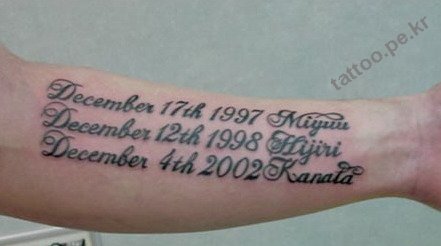 December 17th 1997 Miyuu
December 12th 1998 Hijiri
December 4th 2002 Kanata
tattoo.pe.kr